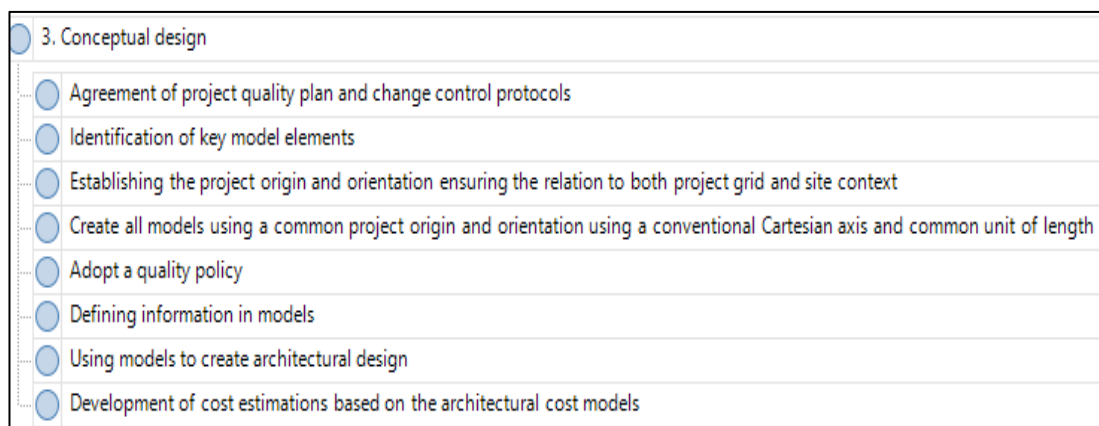 3. Conceptual design
Agreement of project quality plan and change control protocols
Identification of key model elements
Establishing the project origin and orientation ensuring the relation to both project grid and site context
Create all models using a common project origin and orientation using a conventional Cartesian axis and common unit of length
Adopt a quality policy
Defining information in models
Using models to create architectural design
Development of cost estimations based on the architectural cost models